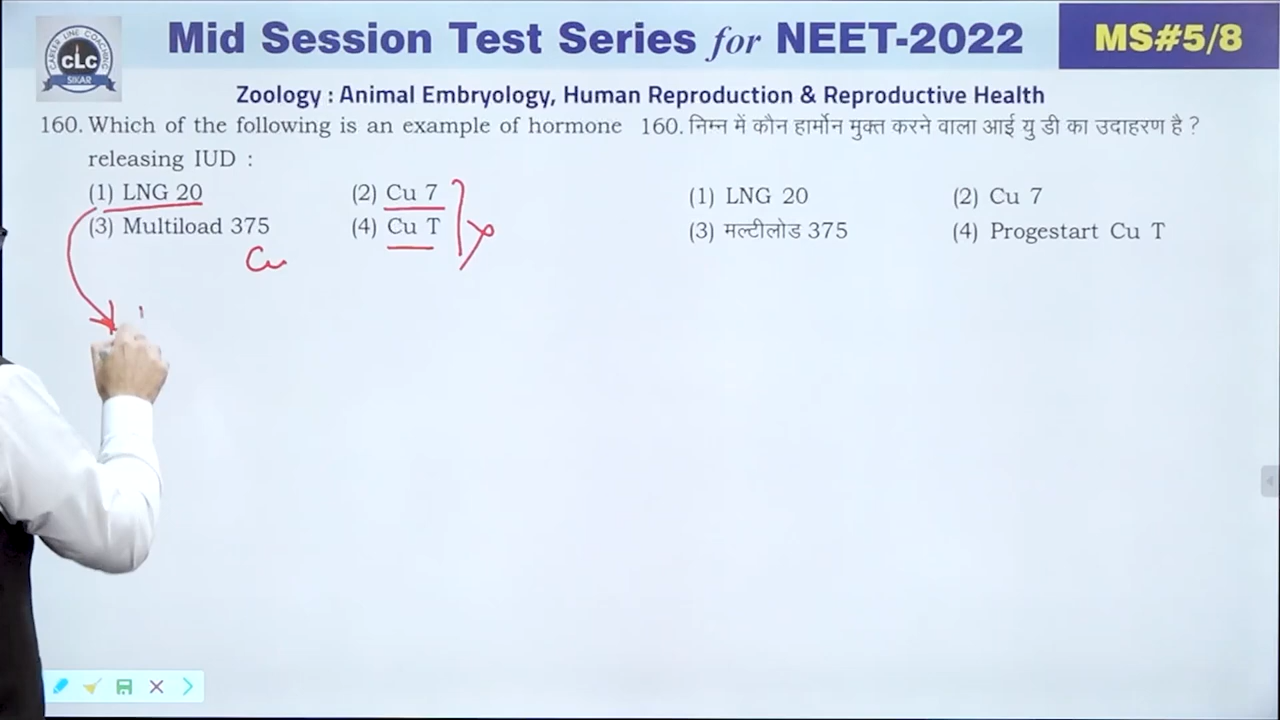 CAREER LINE COACHING
CLC
SIKAR
Mid Session Test Series for NEET-2022
MS#5/8
Zoology : Animal Embryology, Human Reproduction & Reproductive Health
160. Which of the following is an example of hormone
releasing IUD :
(1) LNG 20 (2) Cu 7
(3) Multiload 375 (4) Cu T
Cu
160. निम्न में कौन हार्मोन मुक्त करने वाला आई यु डी का उदाहरण है ?
(1) LNG 20 (2) Cu 7
(3) मल्टीलोड 375 (4) Progestart Cu T